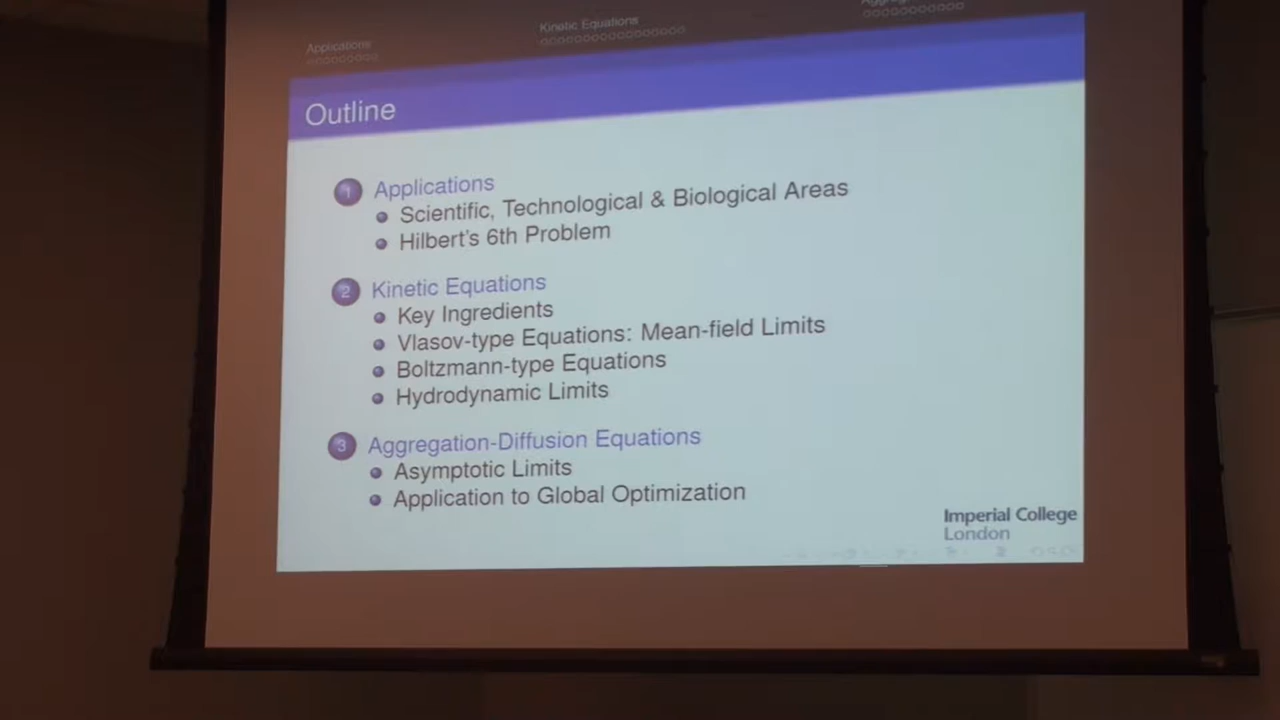 Applications
Kinetic Equations
Outline
1 Applications
Scientific, Technological & Biological Areas
Hilbert's 6th Problem
2 Kinetic Equations
Key Ingredients
Vlasov-type Equations: Mean-field Limits
Boltzmann-type Equations
Hydrodynamic Limits
3 Aggregation-Diffusion Equations
Asymptotic Limits
Application to Global Optimization
Imperial College
London